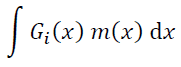 ∫ G_i(x) m(x) dx